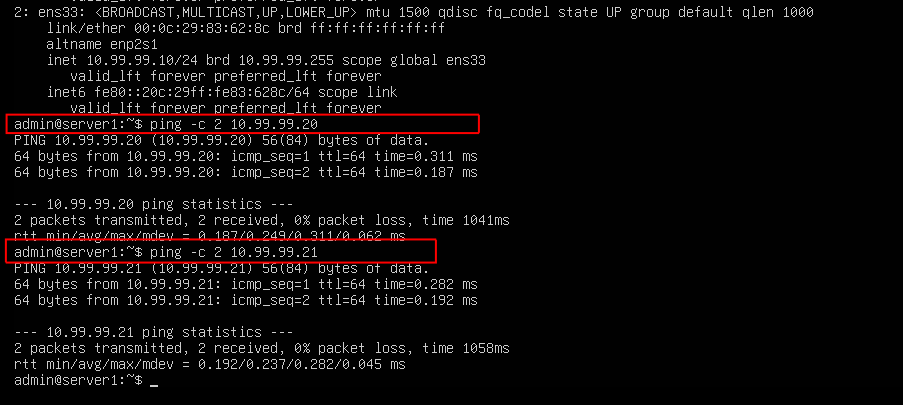 2: ens33: <BROADCAST,MULTICAST,UP,LOWER_UP> mtu 1500 qdisc fq_codel state UP group default qlen 1000
link/ether 00:0c:29:83:62:8c brd ff:ff:ff:ff:ff:ff
altname enp2s1
inet 10.99.99.10/24 brd 10.99.99.255 scope global ens33
valid_lft forever preferred_lft forever
inet6 fe80::20c:29ff:fe83:628c/64 scope link
valid_lft forever preferred_lft forever
admin@server1:~$ ping -c 2 10.99.99.20
PING 10.99.99.20 (10.99.99.20) 56(84) bytes of data.
64 bytes from 10.99.99.20: icmp_seq=1 ttl=64 time=0.311 ms
64 bytes from 10.99.99.20: icmp_seq=2 ttl=64 time=0.187 ms
--- 10.99.99.20 ping statistics ---
2 packets transmitted, 2 received, 0% packet loss, time 1041ms
rtt min/avg/max/mdev = 0.187/0.249/0.311/0.062 ms
admin@server1:~$ ping -c 2 10.99.99.21
PING 10.99.99.21 (10.99.99.21) 56(84) bytes of data.
64 bytes from 10.99.99.21: icmp_seq=1 ttl=64 time=0.282 ms
64 bytes from 10.99.99.21: icmp_seq=2 ttl=64 time=0.192 ms
--- 10.99.99.21 ping statistics ---
2 packets transmitted, 2 received, 0% packet loss, time 1058ms
rtt min/avg/max/mdev = 0.192/0.237/0.282/0.045 ms
admin@server1:~$ _